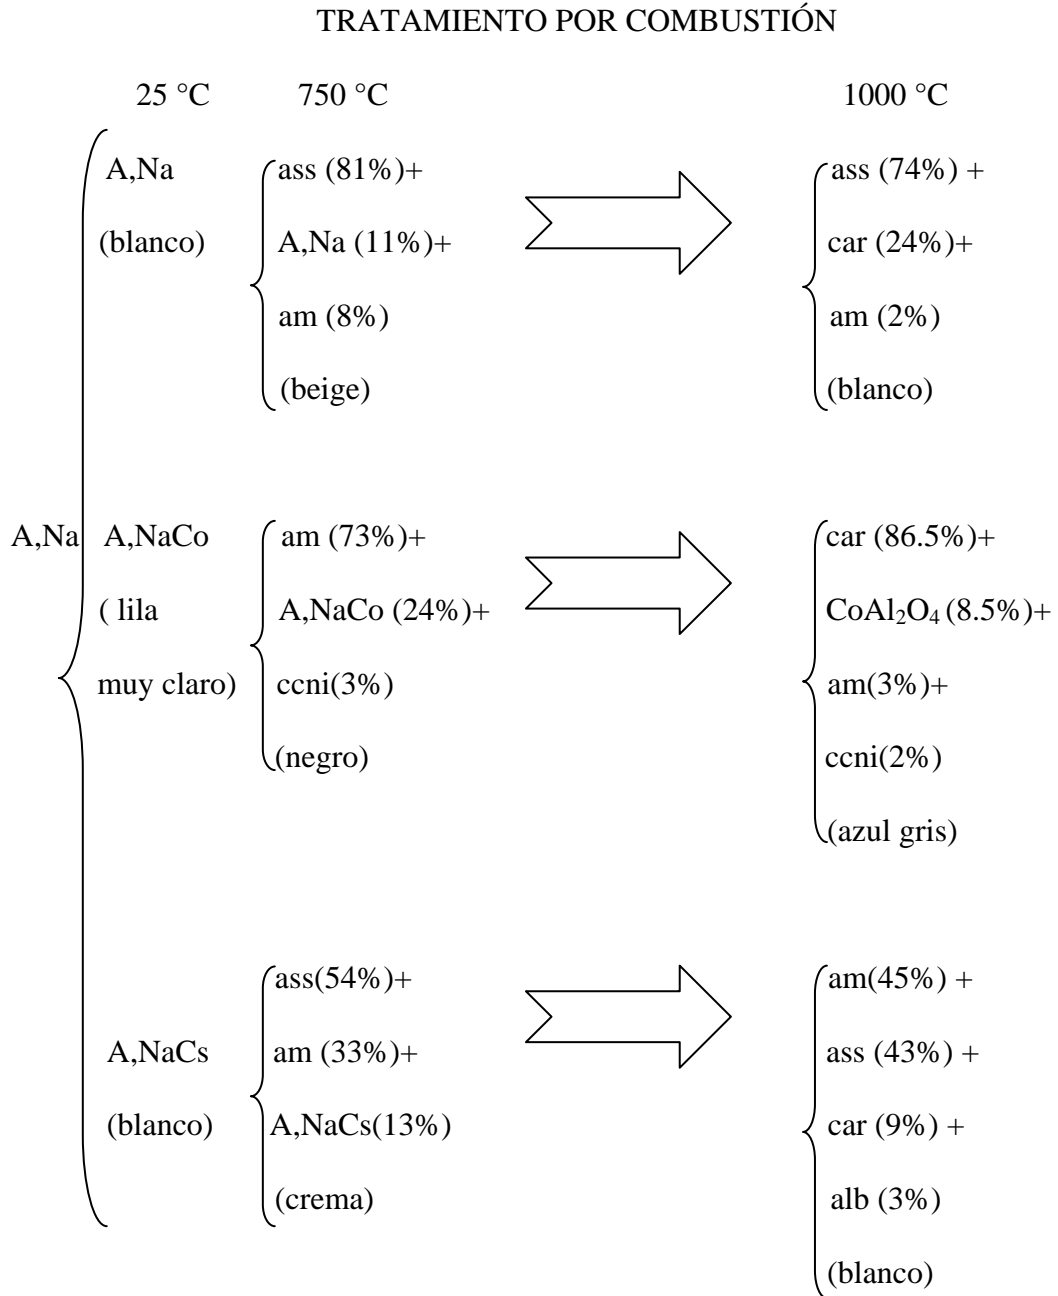 TRATAMIENTO POR COMBUSTIÓN
25 °C 750 °C 1000 °C
A,Na ass (81%)+ ass (74%) +
(blanco) A,Na (11%)+ car (24%)+
am (8%) am (2%)
(beige) (blanco)
A,Na A,NaCo am (73%)+ car (86.5%)+
( lila A,NaCo (24%)+ CoAl₂O₄ (8.5%)+
muy claro) ccni(3%) am(3%)+
(negro) ccni(2%)
(azul gris)
ass(54%)+ am(45%) +
A,NaCs am (33%)+ ass (43%) +
(blanco) A,NaCs(13%) car (9%) +
(crema) alb (3%)
(blanco)